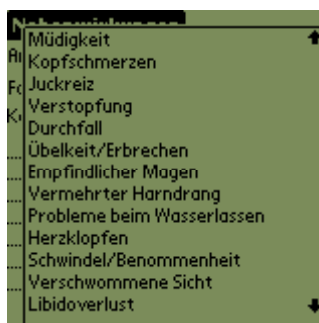 Müdigkeit
Kopfschmerzen
Juckreiz
Verstopfung
Durchfall
Übelkeit/Erbrechen
Empfindlicher Magen
Vermehrter Harndrang
Probleme beim Wasserlassen
Herzklopfen
Schwindel/Benommenheit
Verschwommene Sicht
Libidoverlust